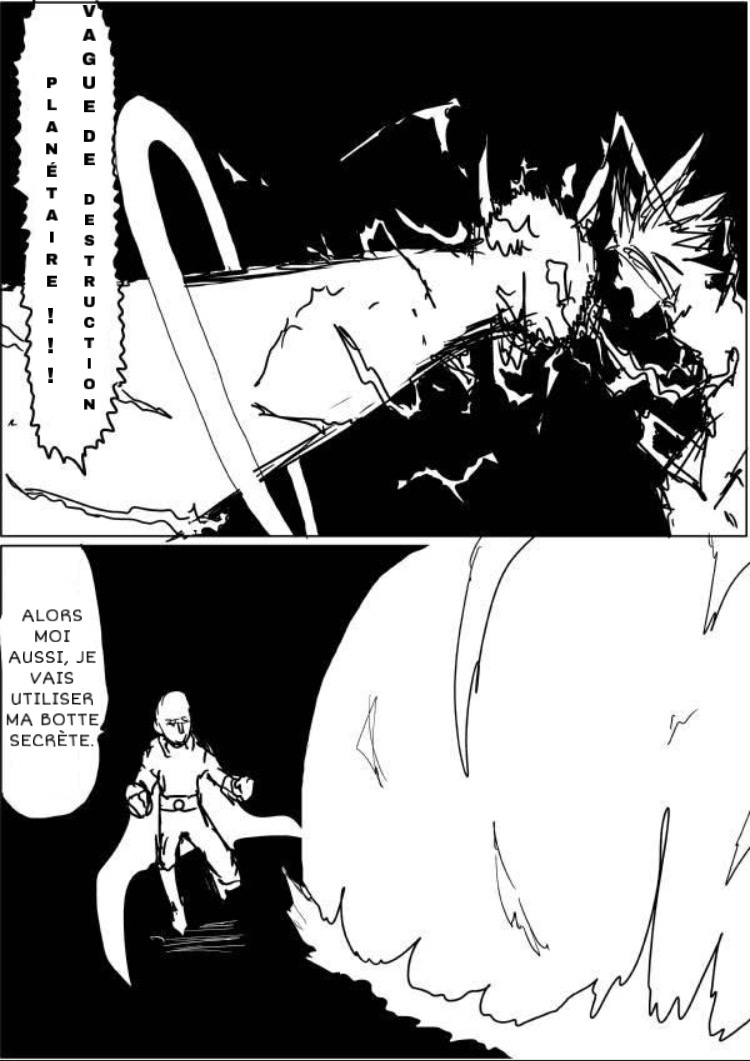 VAGUE DE DESTRUCTION
PLANÉTAIRE !!!
ALORS
MOI
AUSSI, JE
VAIS
UTILISER
MA BOTTE
SECRÈTE.